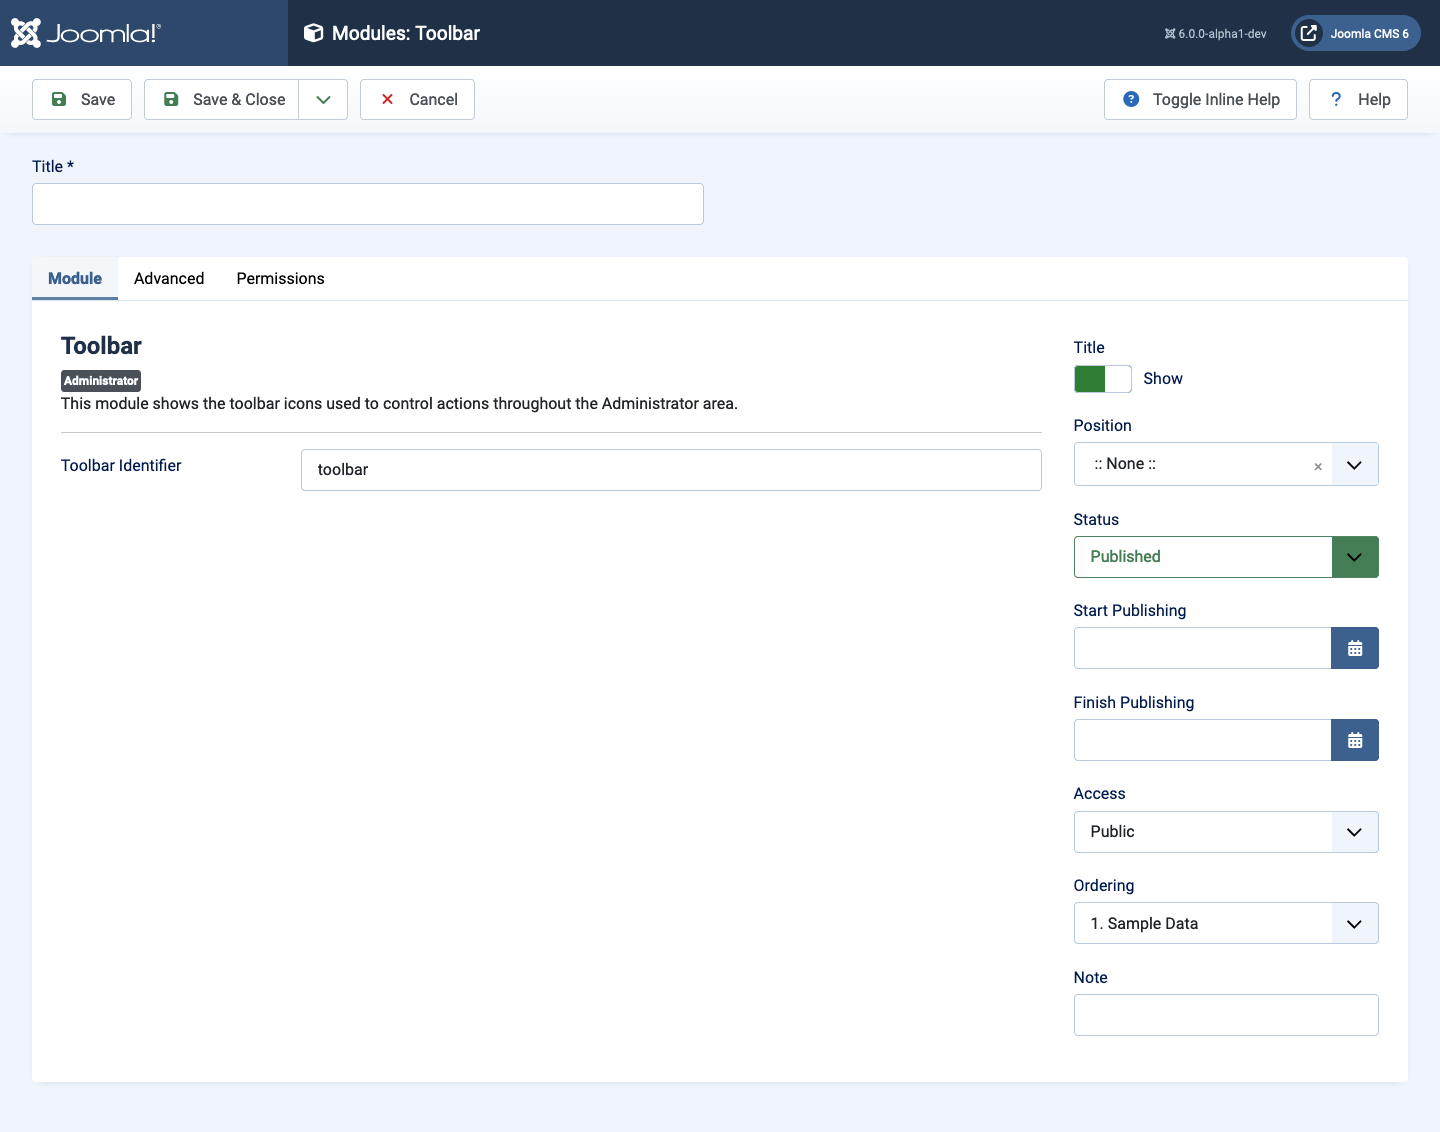 Joomla!®
Modules: Toolbar
6.0.0-alpha1-dev
Joomla CMS 6
Save
Save & Close
Cancel
Toggle Inline Help
? Help
Title *
Module
Advanced
Permissions
Toolbar
Administrator
This module shows the toolbar icons used to control actions throughout the Administrator area.
Toolbar Identifier
toolbar
Title
Show
Position
:: None ::
×
Status
Published
Start Publishing
Finish Publishing
Access
Public
Ordering
1. Sample Data
Note